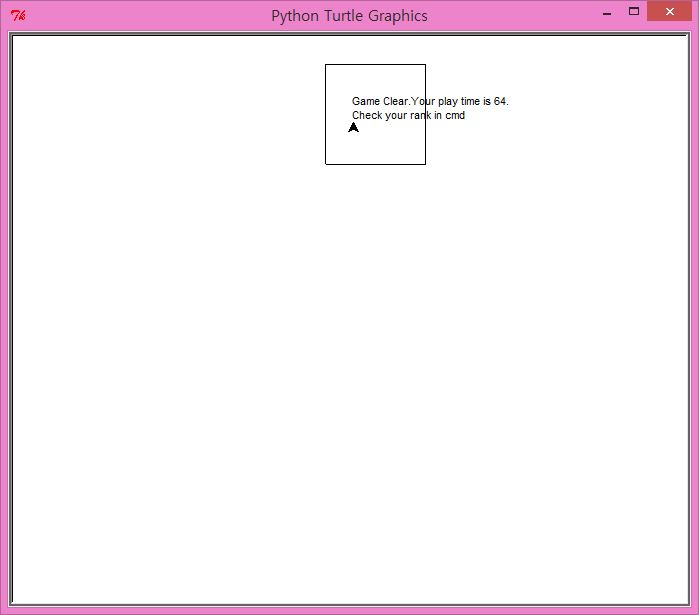 Python Turtle Graphics
Game Clear.Your play time is 64.
Check your rank in cmd